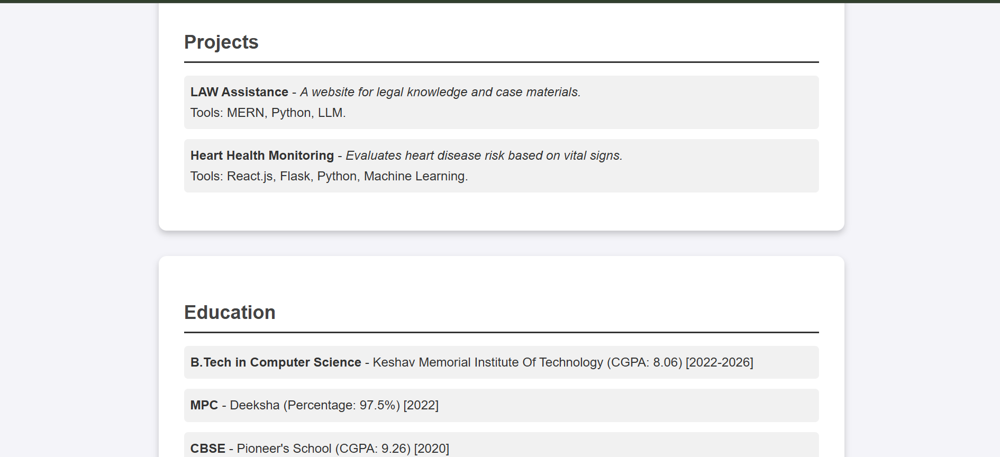 Projects
LAW Assistance - A website for legal knowledge and case materials.
Tools: MERN, Python, LLM.
Heart Health Monitoring - Evaluates heart disease risk based on vital signs.
Tools: React.js, Flask, Python, Machine Learning.
Education
B.Tech in Computer Science - Keshav Memorial Institute Of Technology (CGPA: 8.06) [2022-2026]
MPC - Deeksha (Percentage: 97.5%) [2022]
CBSE - Pioneer's School (CGPA: 9.26) [2020]